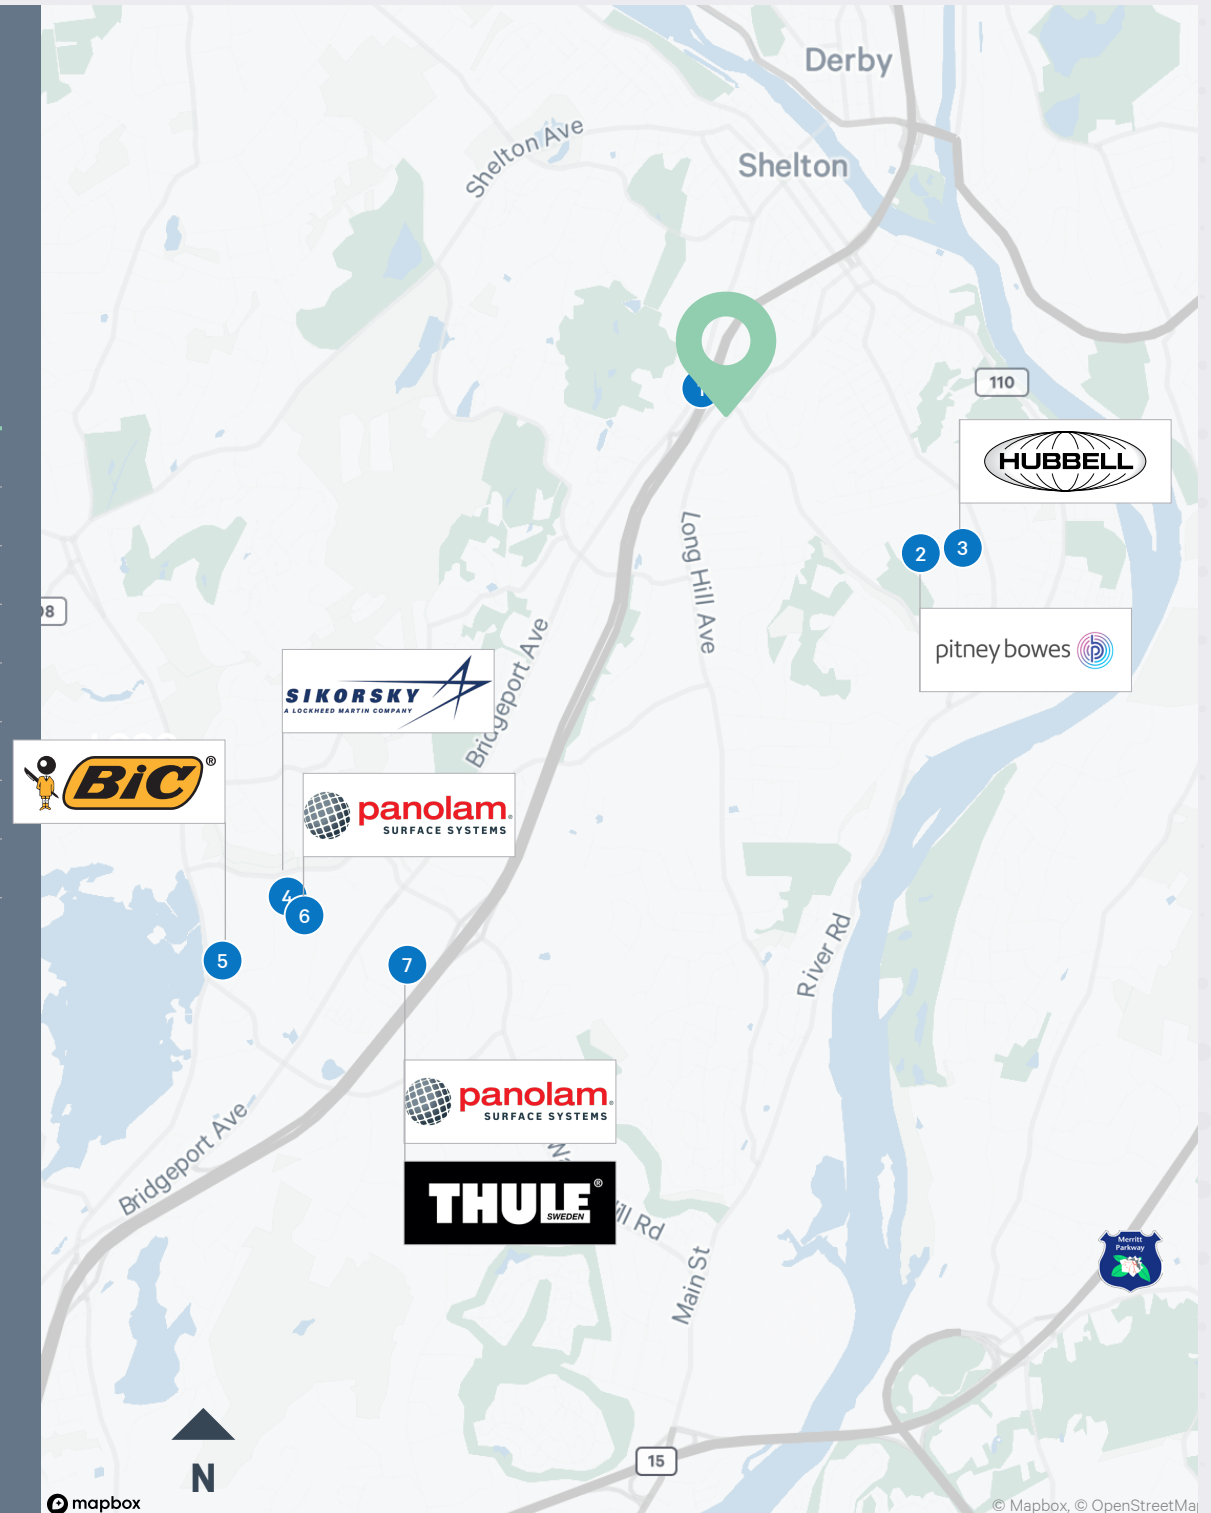 Derby
Shelton Ave
Shelton
110
HUBBELL
3
2
Long Hill Ave
pitney bowes
Bridgeport Ave
SIKORSKY
A LOCKHEED MARTIN COMPANY
BiC®
panolam®
SURFACE SYSTEMS
4
6
5
7
River Rd
panolam®
SURFACE SYSTEMS
Bridgeport Ave
THULE®
SWEDEN
Rd
Main St
Merritt
Parkway
15
N
mapbox
© Mapbox, © OpenStreetMap